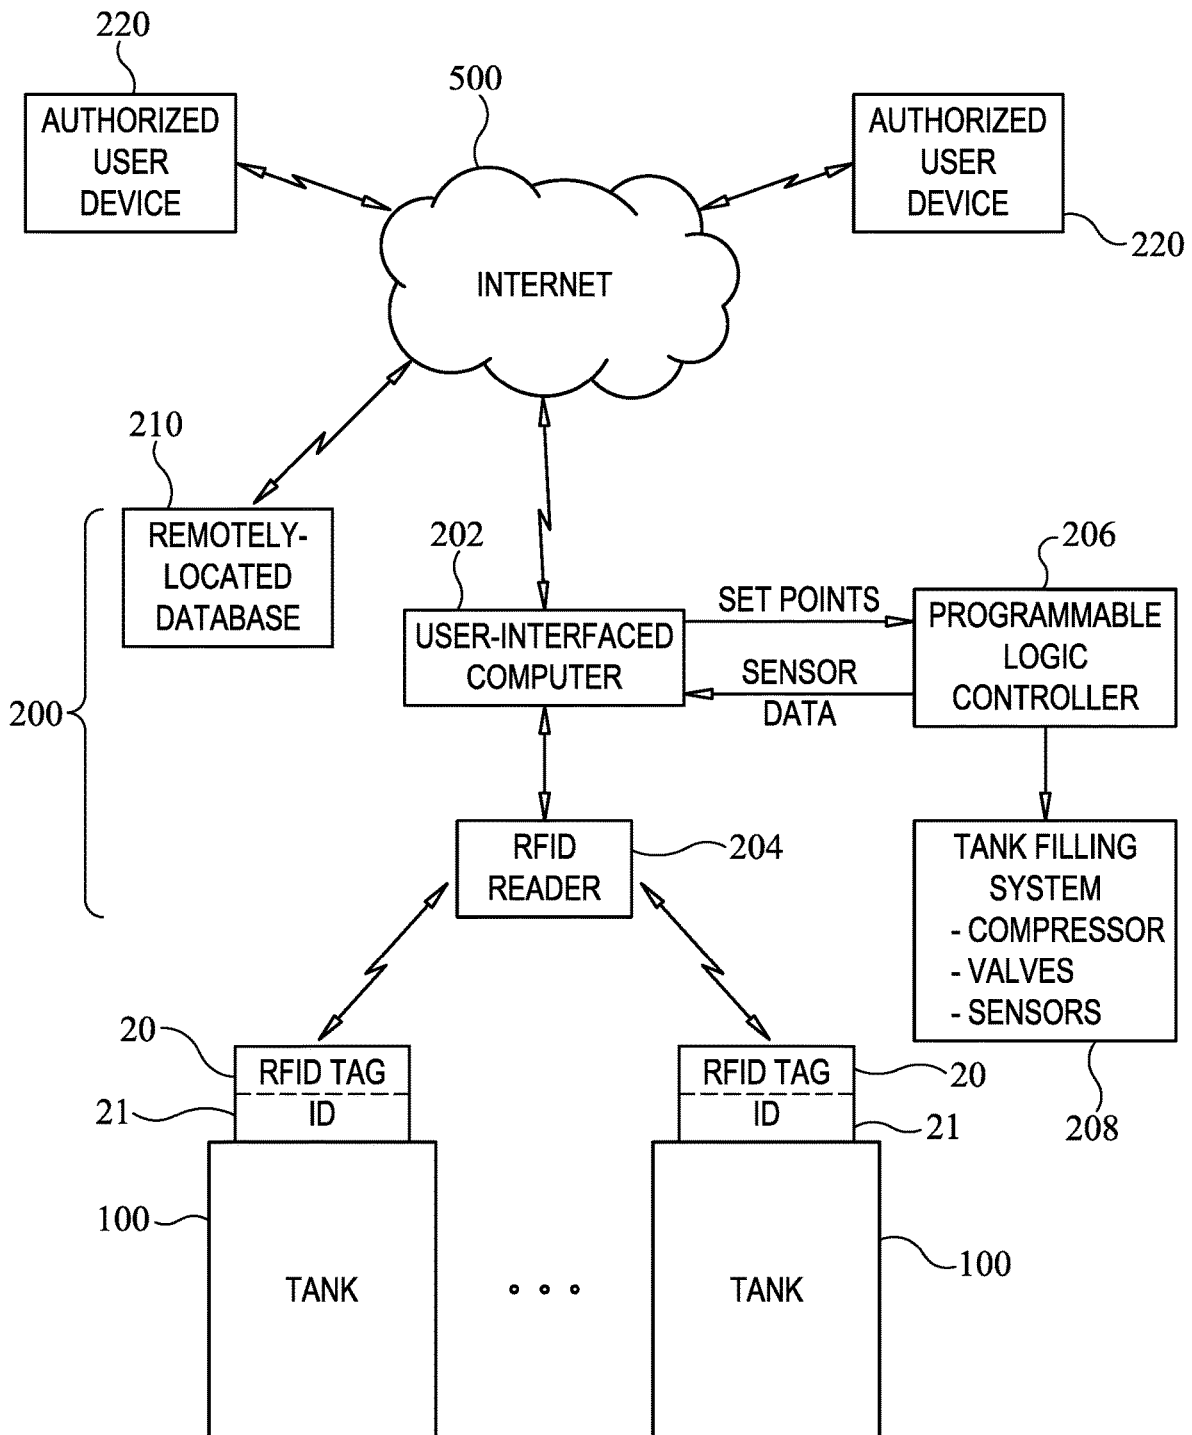 220
500
AUTHORIZED
USER
DEVICE
AUTHORIZED
USER
DEVICE
220
INTERNET
210
REMOTELY-
LOCATED
DATABASE
200
202
USER-INTERFACED
COMPUTER
SET POINTS
SENSOR
DATA
206
PROGRAMMABLE
LOGIC
CONTROLLER
RFID
READER
204
TANK FILLING
SYSTEM
- COMPRESSOR
- VALVES
- SENSORS
208
20
RFID TAG
21
ID
RFID TAG
20
ID
21
100
TANK
TANK
100